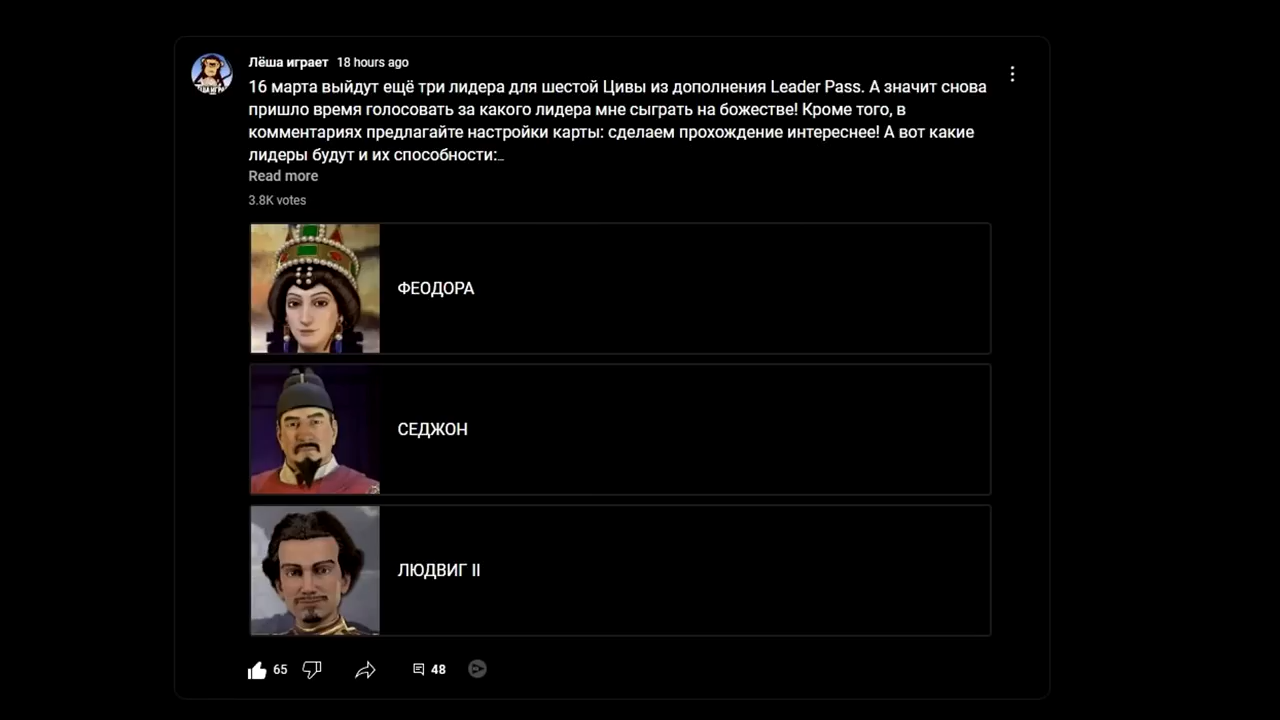 Лёша играет 18 hours ago
16 марта выйдут ещё три лидера для шестой Цивы из дополнения Leader Pass. А значит снова
пришло время голосовать за какого лидера мне сыграть на божестве! Кроме того, в
комментариях предлагайте настройки карты: сделаем прохождение интереснее! А вот какие
лидеры будут и их способности:...
Read more
3.8K votes
ФЕОДОРА
СЕДЖОН
ЛЮДВИГ II
65 48